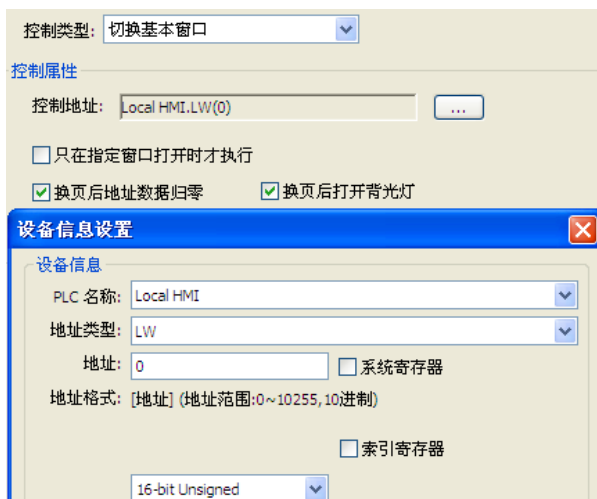 控制类型: 切换基本窗口
控制属性
控制地址: Local HMI.LW(0) ...
只在指定窗口打开时才执行
换页后地址数据归零 换页后打开背光灯
设备信息设置
设备信息
PLC 名称: Local HMI
地址类型: LW
地址: 0 系统寄存器
地址格式: [地址] (地址范围:0~10255,10进制)
索引寄存器
16-bit Unsigned